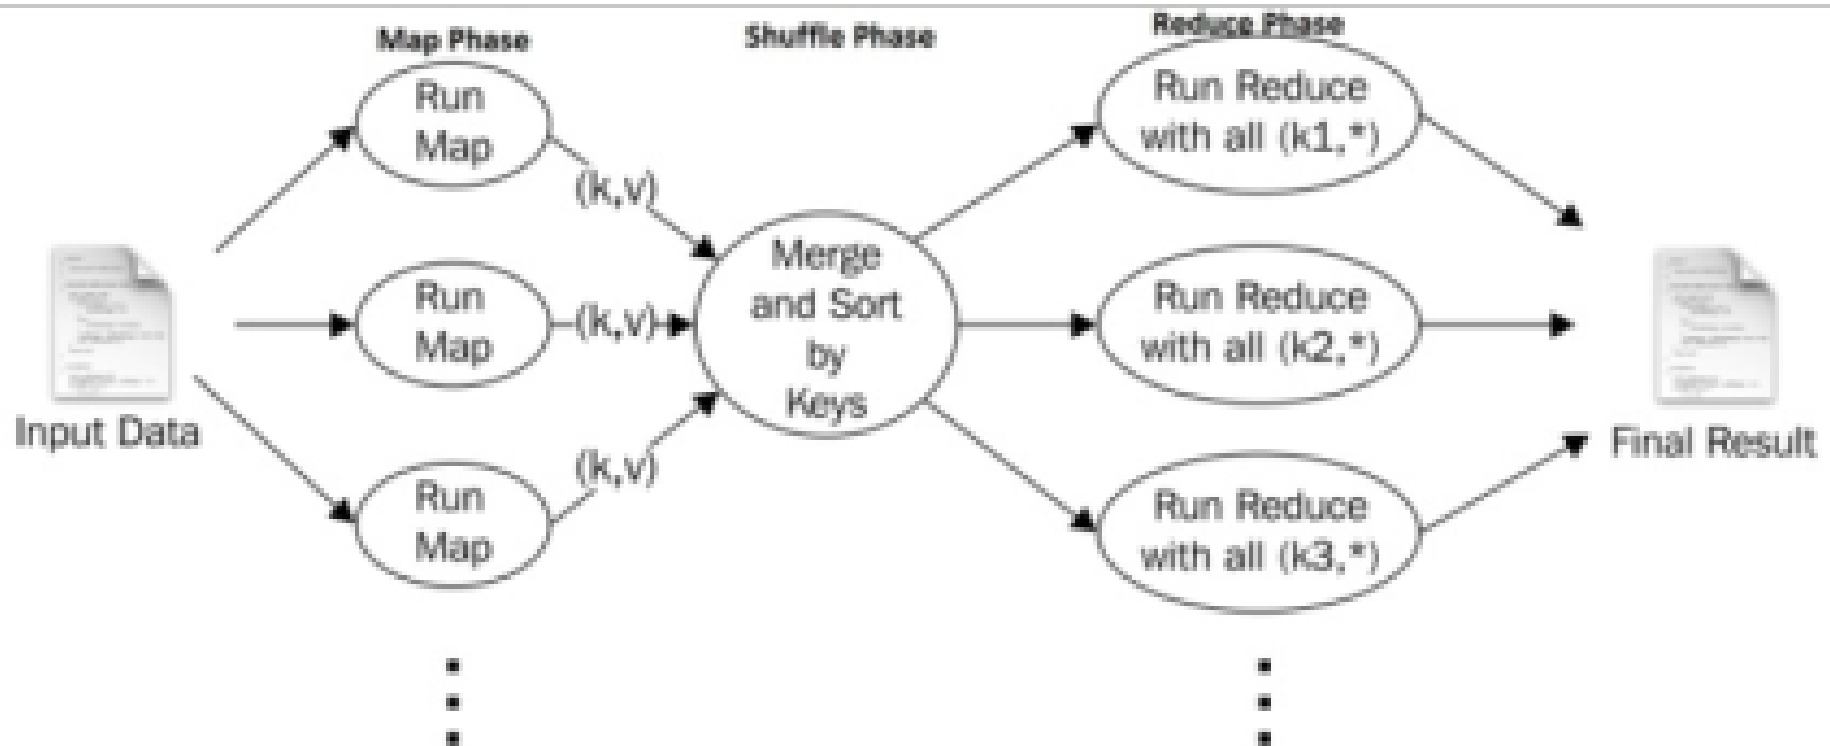 Map Phase
Shuffle Phase
Reduce Phase
Run
Map
(k,v)
Run
Map
(k,v)
Run
Map
(k,v)
Merge
and Sort
by
Keys
Run Reduce
with all (k1,*)
Run Reduce
with all (k2,*)
Run Reduce
with all (k3,*)
Input Data
Final Result